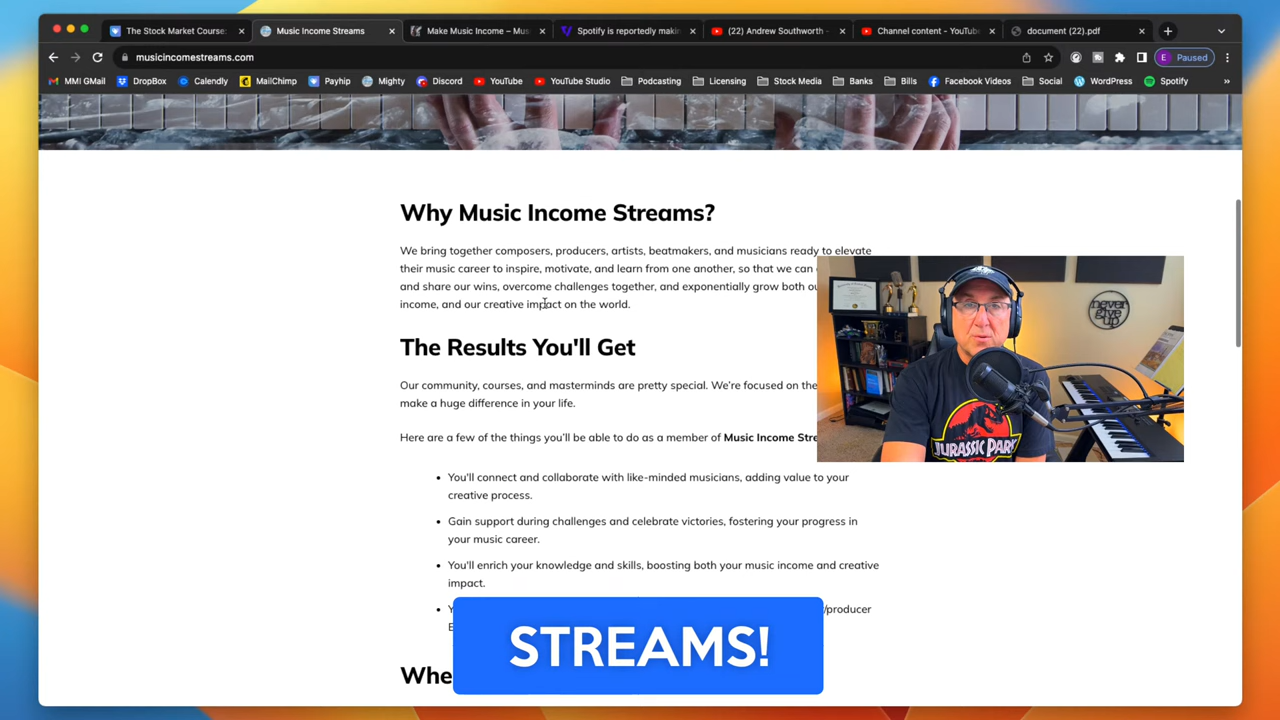 The Stock Market Course:
Music Income Streams
Make Music Income – Mus
Spotify is reportedly makin
(22) Andrew Southworth -
Channel content - YouTube
document (22).pdf
musicincomestreams.com
E Paused
MMI GMail
DropBox
Calendly
MailChimp
Payhip
Mighty
Discord
YouTube
YouTube Studio
Podcasting
Licensing
Stock Media
Banks
Bills
Facebook Videos
Social
WordPress
Spotify
»
Why Music Income Streams?
We bring together composers, producers, artists, beatmakers, and musicians ready to elevate
their music career to inspire, motivate, and learn from one another, so that we can
and share our wins, overcome challenges together, and exponentially grow both
income, and our creative impact on the world.
never
give
up
The Results You'll Get
Our community, courses, and masterminds are pretty special. We're focused on the
make a huge difference in your life.
JURASSIC PARK
Here are a few of the things you'll be able to do as a member of Music Income
• You'll connect and collaborate with like-minded musicians, adding value to your
creative process.
• Gain support during challenges and celebrate victories, fostering your progress in
your music career.
• You'll enrich your knowledge and skills, boosting both your music income and creative
impact.
/producer
STREAMS!